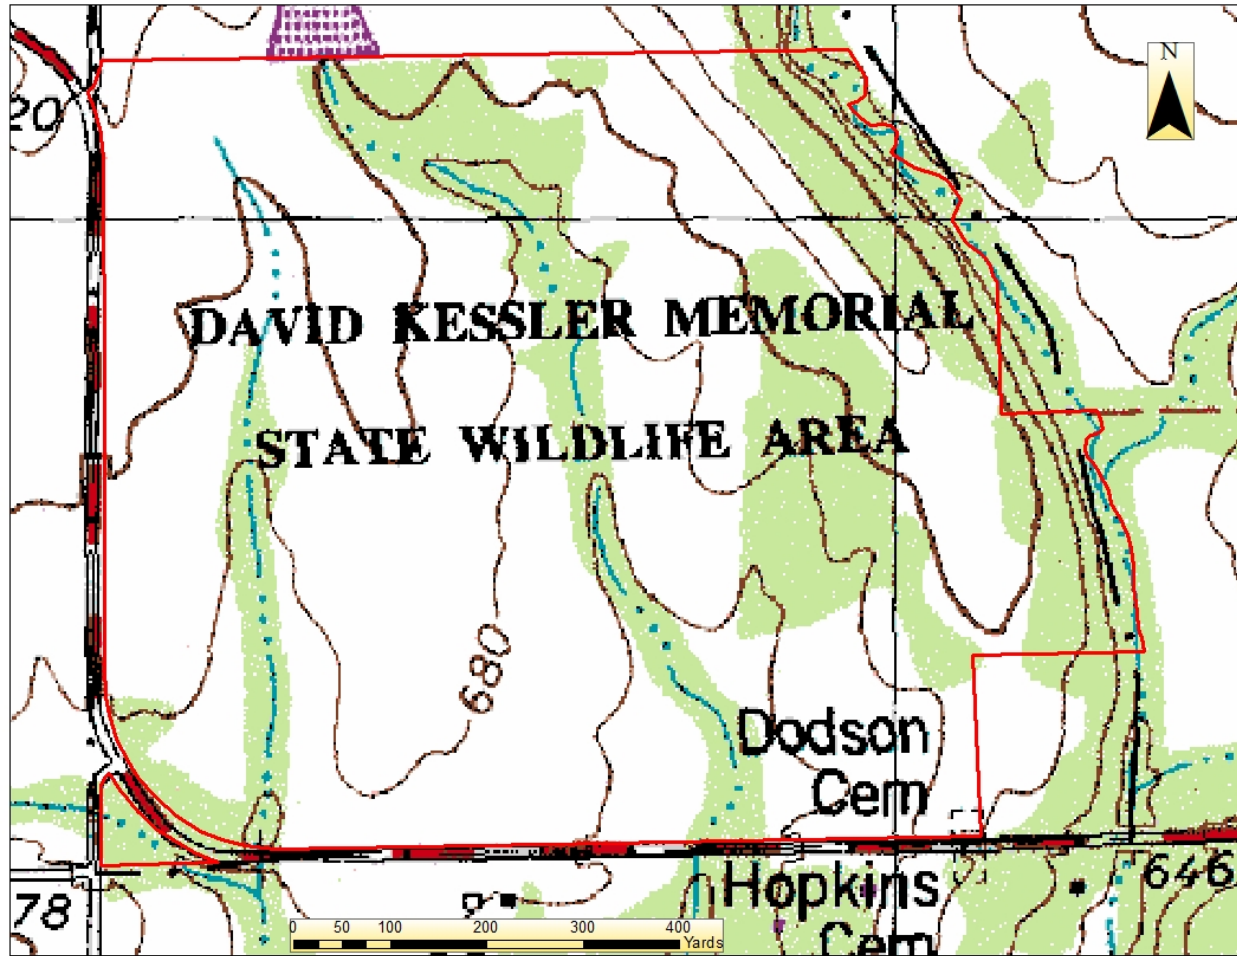 N
20
DAVID KESSLER MEMORIAL
STATE WILDLIFE AREA
680
Dodson
Cem
Hopkins
Cem
646
78
0 50 100 200 300 400
Yards